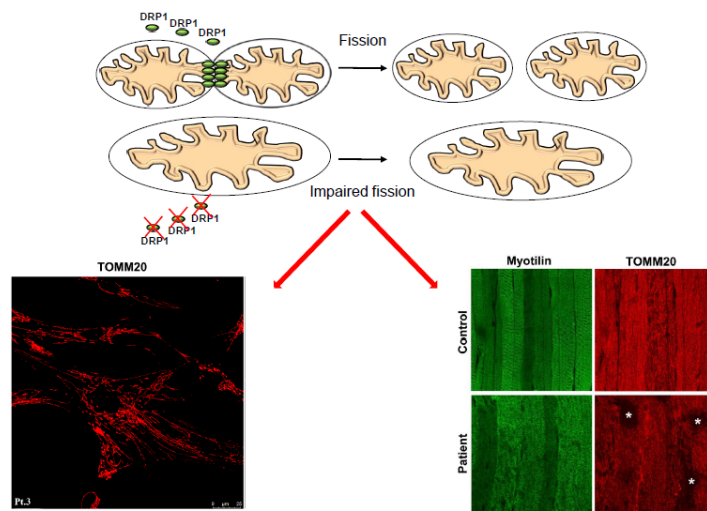 DRP1
DRP1
DRP1
Fission
Impaired fission
DRP1
DRP1
DRP1
TOMM20
Pt.3
Myotilin
TOMM20
Control
Patient
*
*
*